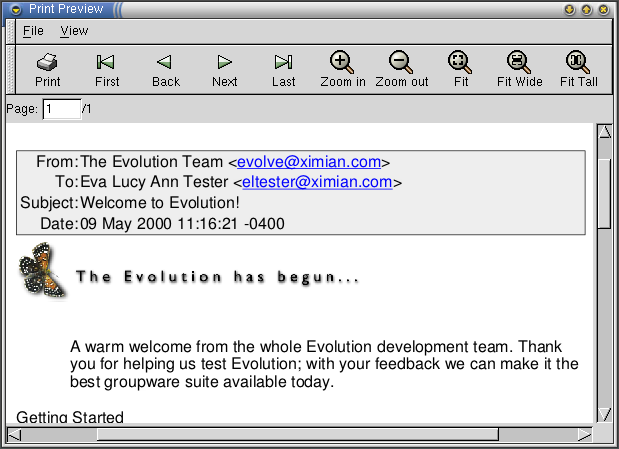 Print Preview
File View
Print First Back Next Last Zoom in Zoom out Fit Fit Wide Fit Tall
Page: 1 /1
From: The Evolution Team <evolve@ximian.com>
To: Eva Lucy Ann Tester <eltester@ximian.com>
Subject: Welcome to Evolution!
Date: 09 May 2000 11:16:21 -0400
The Evolution has begun...
A warm welcome from the whole Evolution development team. Thank
you for helping us test Evolution; with your feedback we can make it the
best groupware suite available today.
Getting Started